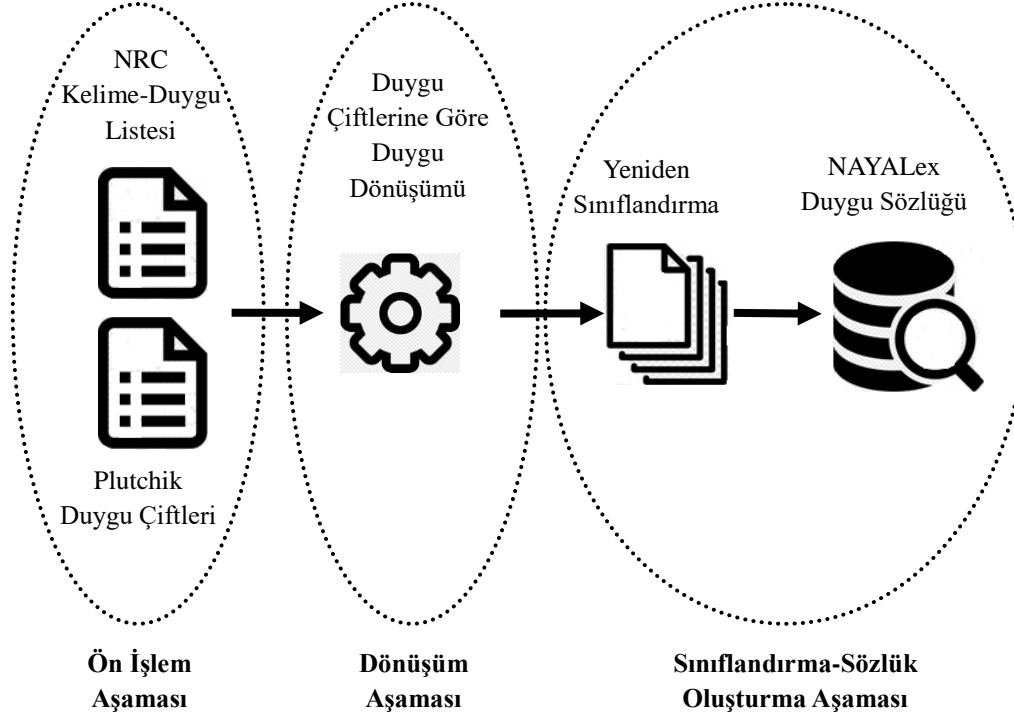 NRC
Kelime-Duygu
Listesi
Plutchik
Duygu Çiftleri
Duygu
Çiftlerine Göre
Duygu
Dönüşümü
Yeniden
Sınıflandırma
NAYALex
Duygu Sözlüğü
Ön İşlem
Aşaması
Dönüşüm
Aşaması
Sınıflandırma-Sözlük
Oluşturma Aşaması